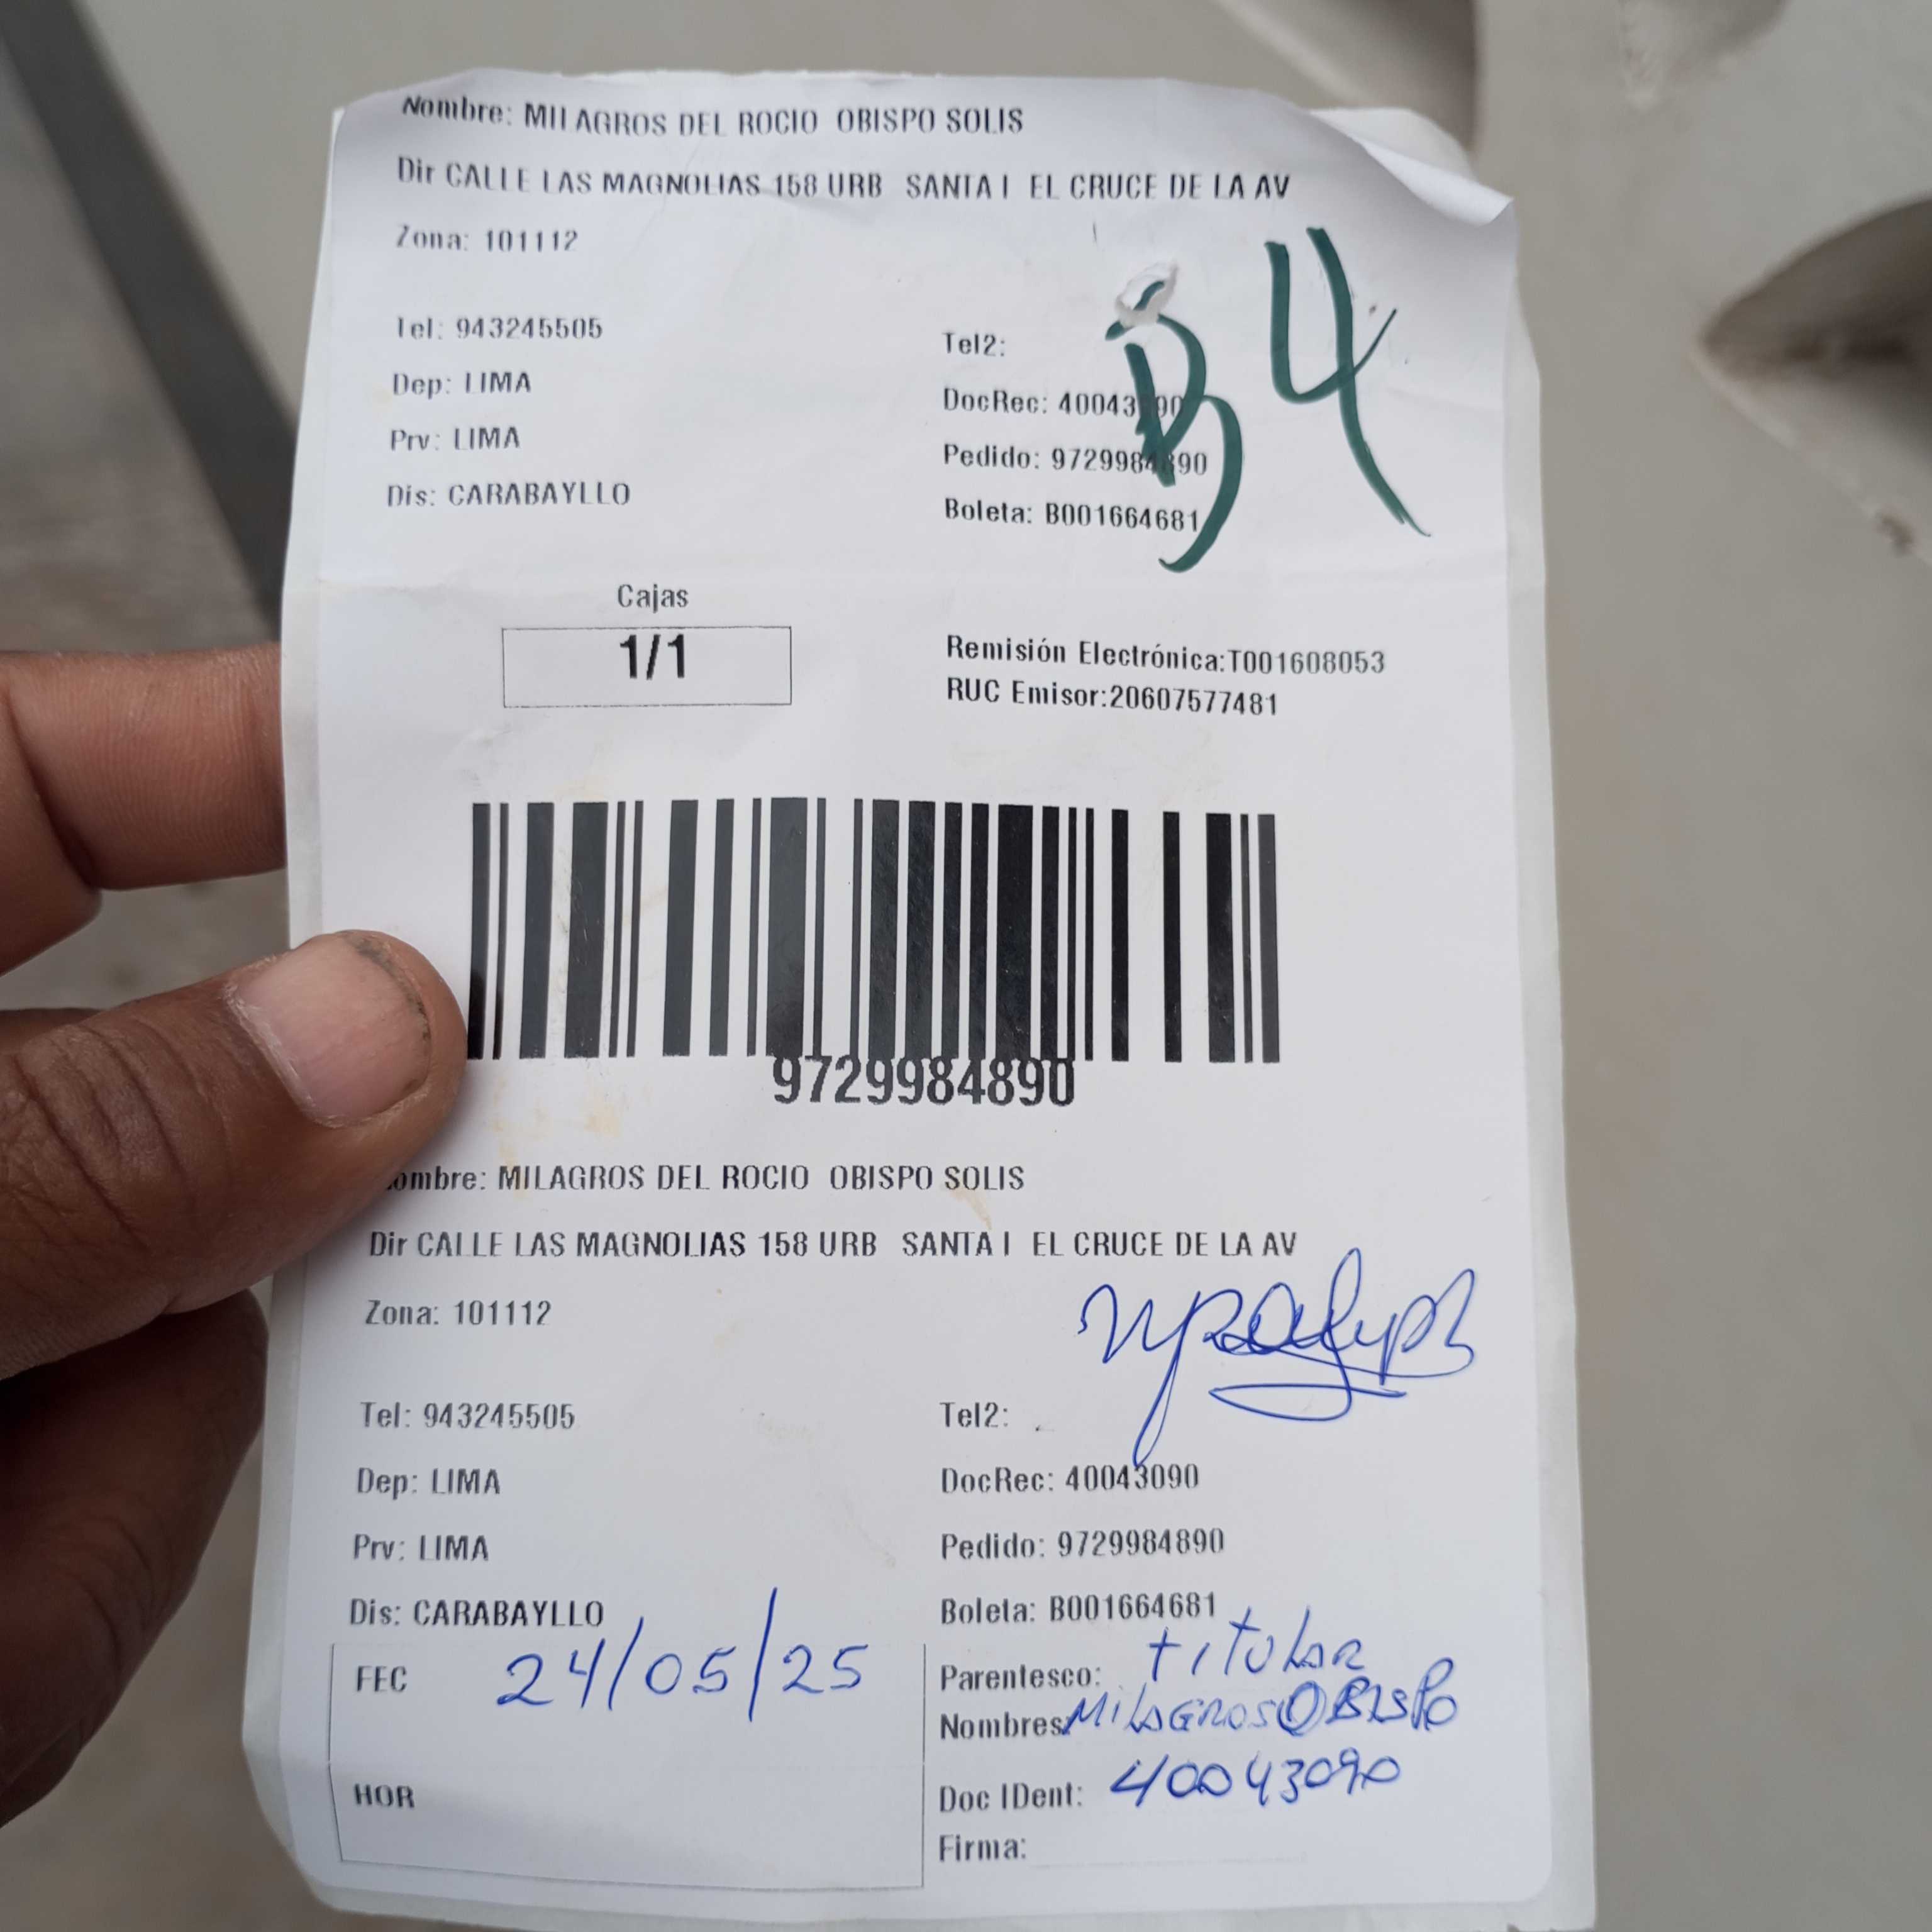 Nombre: MILAGROS DEL ROCIO OBISPO SOLIS
Dir CALLE LAS MAGNOLIAS 158 URB SANTA I EL CRUCE DE LA AV
Zona: 101112
Tel: 943245505
Tel2:
Dep: LIMA
DocRec: 40043090
Prv: LIMA
Pedido: 9729984890
Dis: CARABAYLLO
Boleta: B001664681
B4
Cajas
1/1
Remisión Electrónica:T001608053
RUC Emisor:20607577481
9729984890
ombre: MILAGROS DEL ROCIO OBISPO SOLIS
Dir CALLE LAS MAGNOLIAS 158 URB SANTA I EL CRUCE DE LA AV
Zona: 101112
Tel: 943245505
Tel2:
Dep: LIMA
DocRec: 40043090
Prv: LIMA
Pedido: 9729984890
Dis: CARABAYLLO
Boleta: B001664681
FEC 24/05/25
Parentesco: TITULAR
Nombres: MILAGROS OBISPO
HOR
Doc IDent: 40043090
Firma: